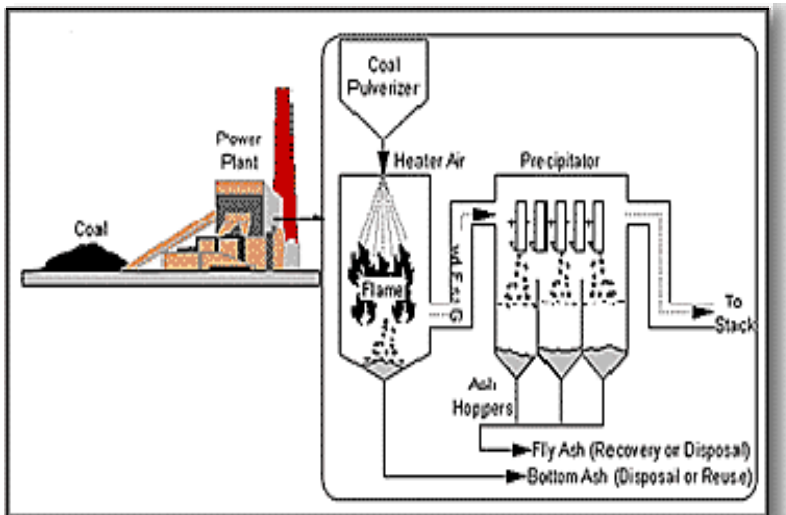 Coal
Pulverizer
Power
Plant
Heater Air
Precipitator
Coal
Flame
To
Stack
Ash
Hoppers
Fly Ash (Recovery or Disposal)
Bottom Ash (Disposal or Reuse)